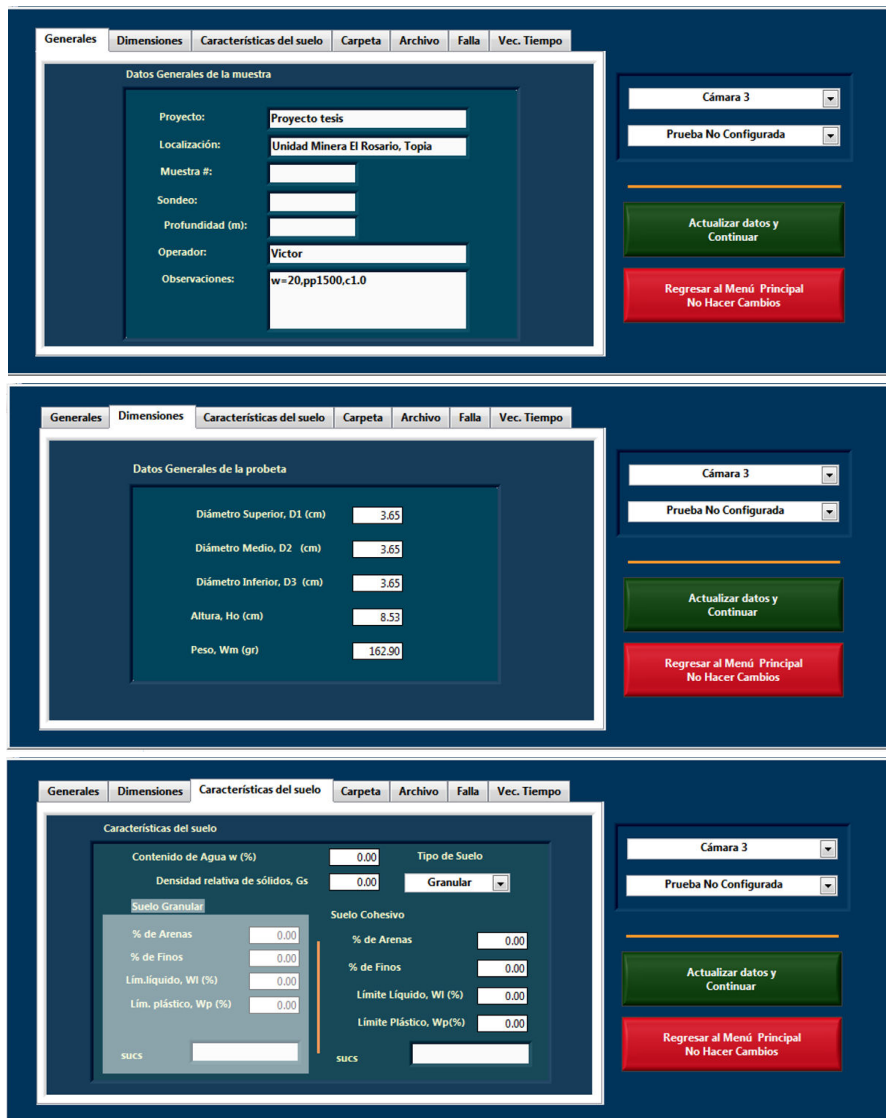 Generales Dimensiones Características del suelo Carpeta Archivo Falla Vec. Tiempo
Datos Generales de la muestra
Proyecto: Proyecto tesis
Localización: Unidad Minera El Rosario, Topia
Muestra #:
Sondeo:
Profundidad (m):
Operador: Victor
Observaciones: w=20,pp1500,c1.0
Cámara 3
Prueba No Configurada
Actualizar datos y
Continuar
Regresar al Menú Principal
No Hacer Cambios
Generales Dimensiones Características del suelo Carpeta Archivo Falla Vec. Tiempo
Datos Generales de la probeta
Diámetro Superior, D1 (cm) 3.65
Diámetro Medio, D2 (cm) 3.65
Diámetro Inferior, D3 (cm) 3.65
Altura, Ho (cm) 8.53
Peso, Wm (gr) 162.90
Cámara 3
Prueba No Configurada
Actualizar datos y
Continuar
Regresar al Menú Principal
No Hacer Cambios
Generales Dimensiones Características del suelo Carpeta Archivo Falla Vec. Tiempo
Características del suelo
Contenido de Agua w (%) 0.00
Densidad relativa de sólidos, Gs 0.00
Tipo de Suelo
Granular
Suelo Granular
% de Arenas 0.00
% de Finos 0.00
Lím.líquido, Wl (%) 0.00
Lím. plástico, Wp (%) 0.00
sucs
Suelo Cohesivo
% de Arenas 0.00
% de Finos 0.00
Límite Líquido, Wl (%) 0.00
Límite Plástico, Wp(%) 0.00
sucs
Cámara 3
Prueba No Configurada
Actualizar datos y
Continuar
Regresar al Menú Principal
No Hacer Cambios